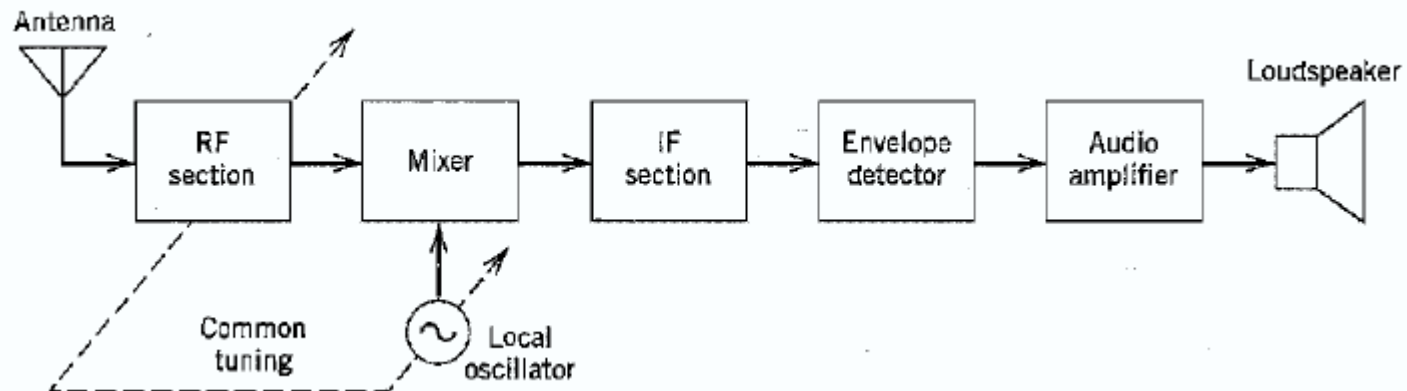 Antenna
Loudspeaker
RF
section
Mixer
IF
section
Envelope
detector
Audio
amplifier
Common
tuning
Local
oscillator